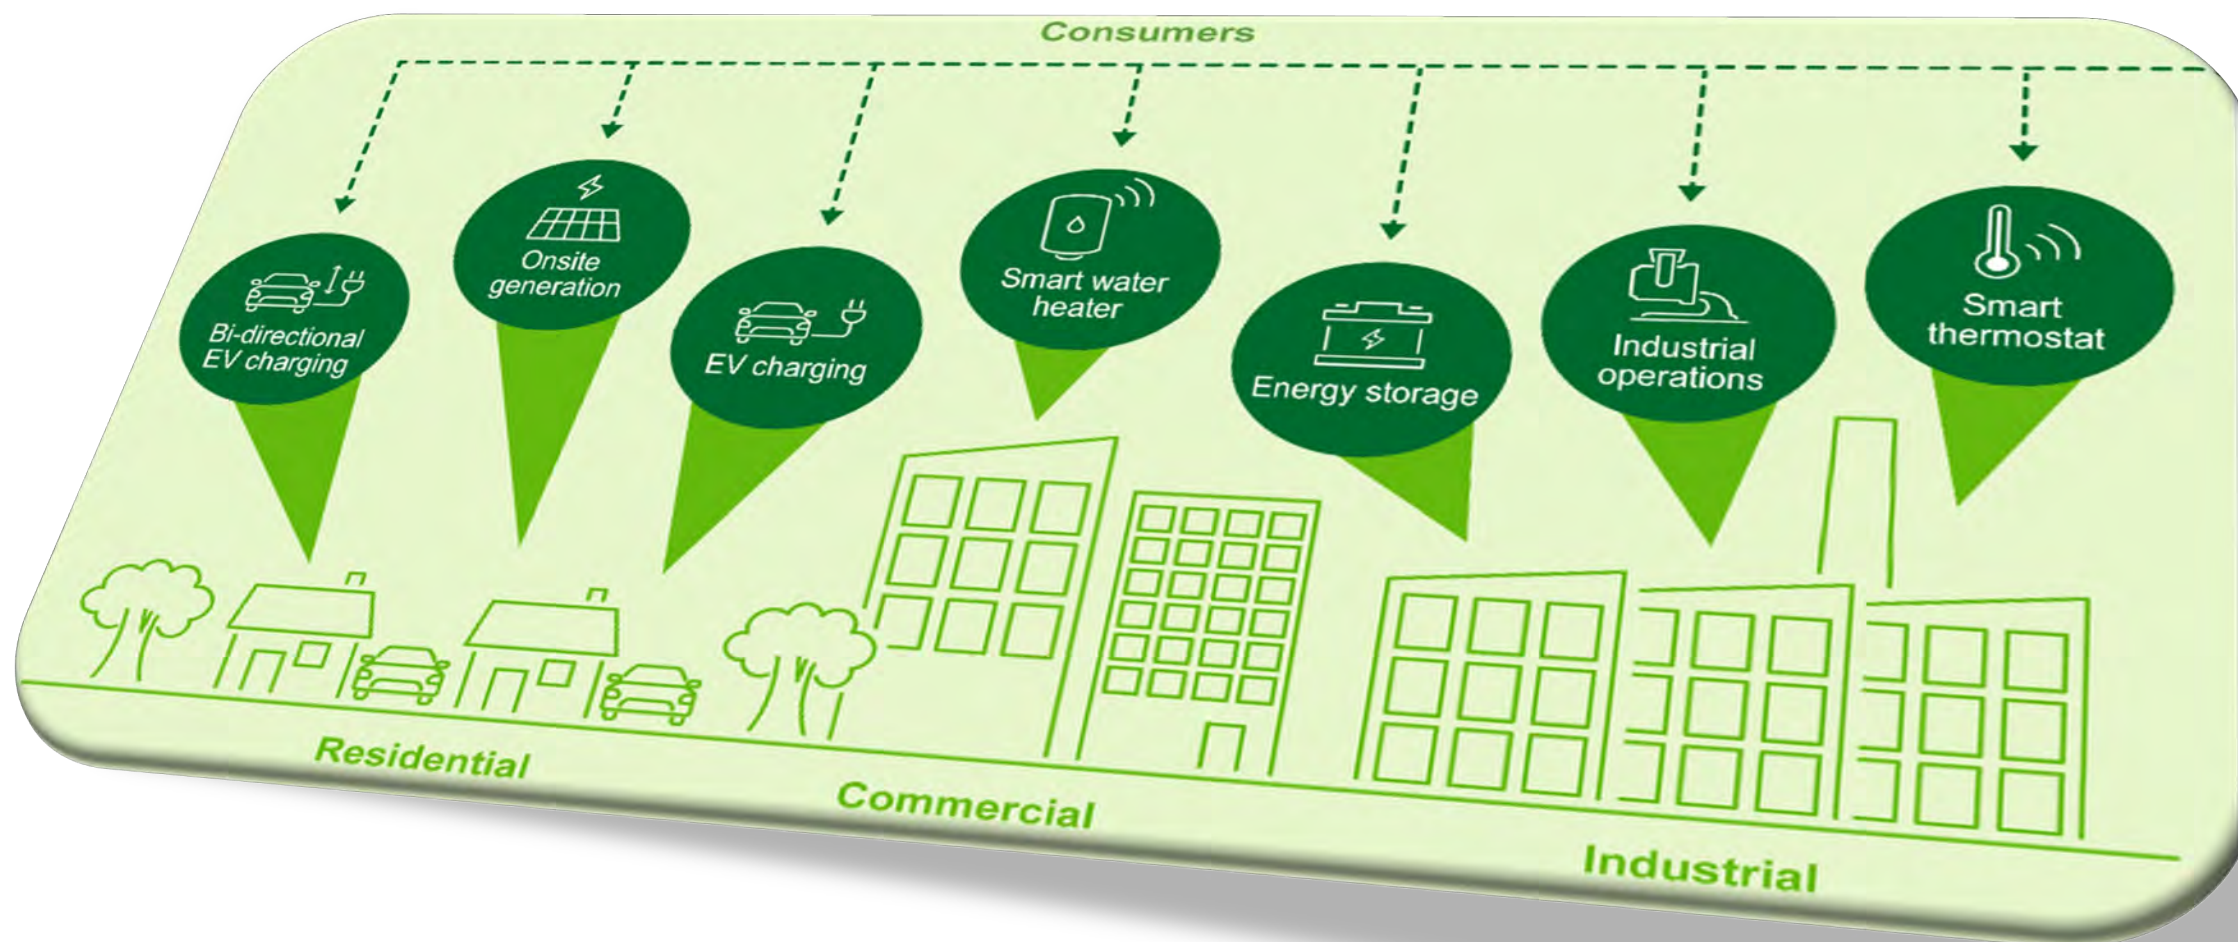 Consumers
Bi-directional
EV charging
Onsite
generation
EV charging
Smart water
heater
Energy storage
Industrial
operations
Smart
thermostat
Residential
Commercial
Industrial